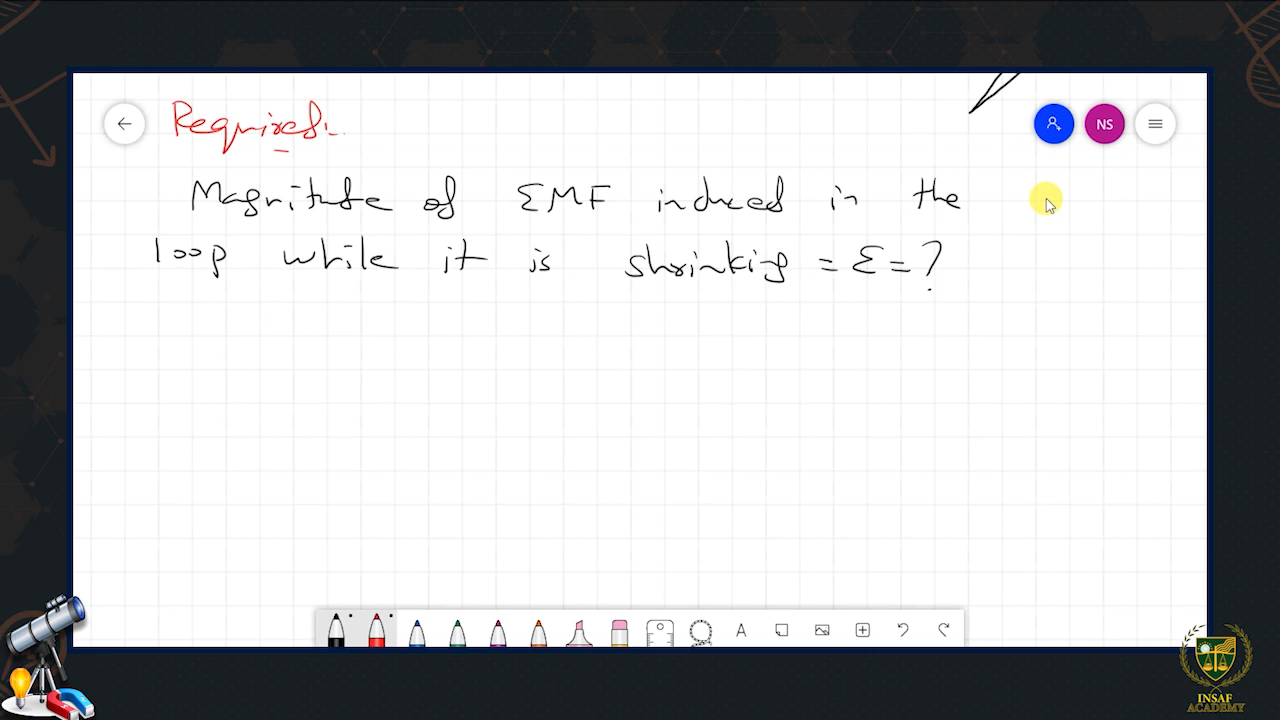 Required:-
NS
Magnitude of EMF induced in the
loop while it is shrinking = Ɛ = ?
A
INSAF
ACADEMY